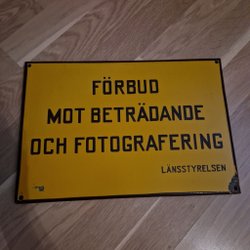 FÖRBUD
MOT BETRÄDANDE
OCH FOTOGRAFERING
LÄNSSTYRELSEN